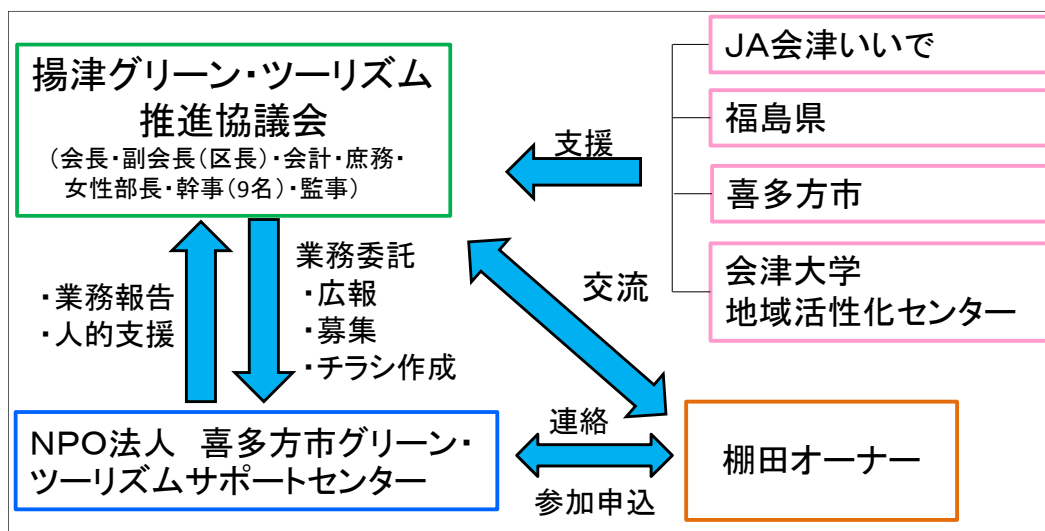 揚津グリーン・ツーリズム
推進協議会
（会長・副会長（区長）・会計・庶務・
女性部長・幹事（9名）・監事）
支援
JA会津いいで
福島県
喜多方市
会津大学
地域活性化センター
・業務報告
・人的支援
業務委託
・広報
・募集
・チラシ作成
交流
NPO法人　喜多方市グリーン・
ツーリズムサポートセンター
連絡
参加申込
棚田オーナー